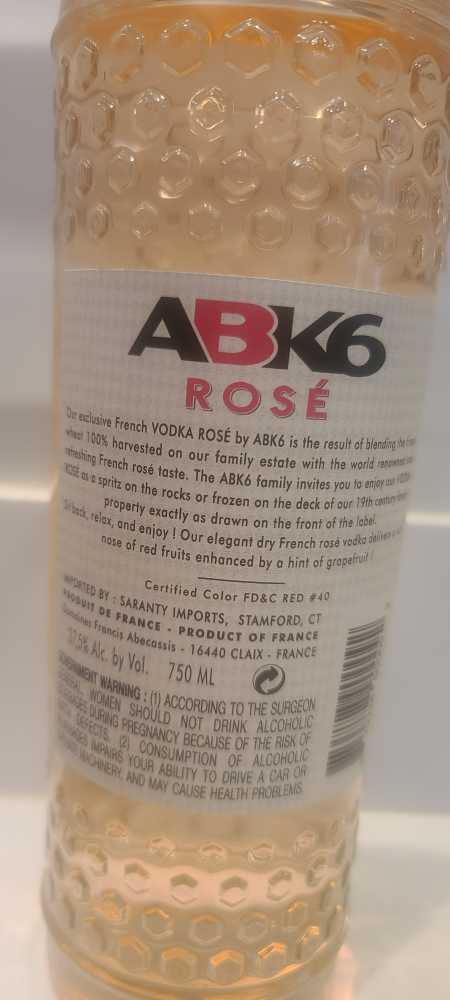 ABK6
ROSÉ
Our exclusive French VODKA ROSÉ by ABK6 is the result of blending the
wheat 100% harvested on our family estate with the world renowned
refreshing French rosé taste. The ABK6 family invites you to enjoy our
ROSÉ as a spritz on the rocks or frozen on the deck of our 19th century
property exactly as drawn on the front of the label.
Sit back, relax, and enjoy ! Our elegant dry French rosé vodka delivers a
nose of red fruits enhanced by a hint of grapefruit !
Certified Color FD&C RED #40
IMPORTED BY : SARANTY IMPORTS, STAMFORD, CT
PRODUIT DE FRANCE - PRODUCT OF FRANCE
Domaines Francis Abecassis - 16440 CLAIX - FRANCE
37,5% Alc. by Vol. 750 ML
GOVERNMENT WARNING : (1) ACCORDING TO THE SURGEON
GENERAL, WOMEN SHOULD NOT DRINK ALCOHOLIC
BEVERAGES DURING PREGNANCY BECAUSE OF THE RISK OF
BIRTH DEFECTS. (2) CONSUMPTION OF ALCOHOLIC
BEVERAGES IMPAIRS YOUR ABILITY TO DRIVE A CAR OR
OPERATE MACHINERY, AND MAY CAUSE HEALTH PROBLEMS.